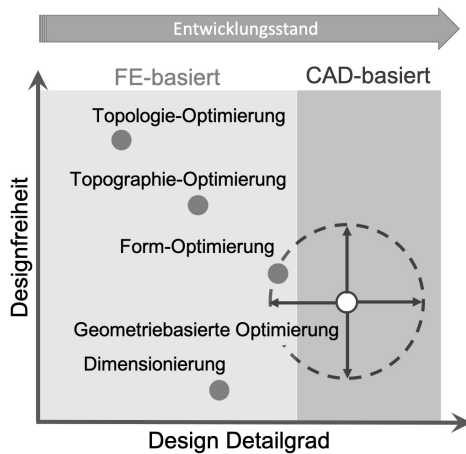 Entwicklungsstand
FE-basiert
CAD-basiert
Topologie-Optimierung
Topographie-Optimierung
Form-Optimierung
Geometriebasierte Optimierung
Dimensionierung
Designfreiheit
Design Detailgrad